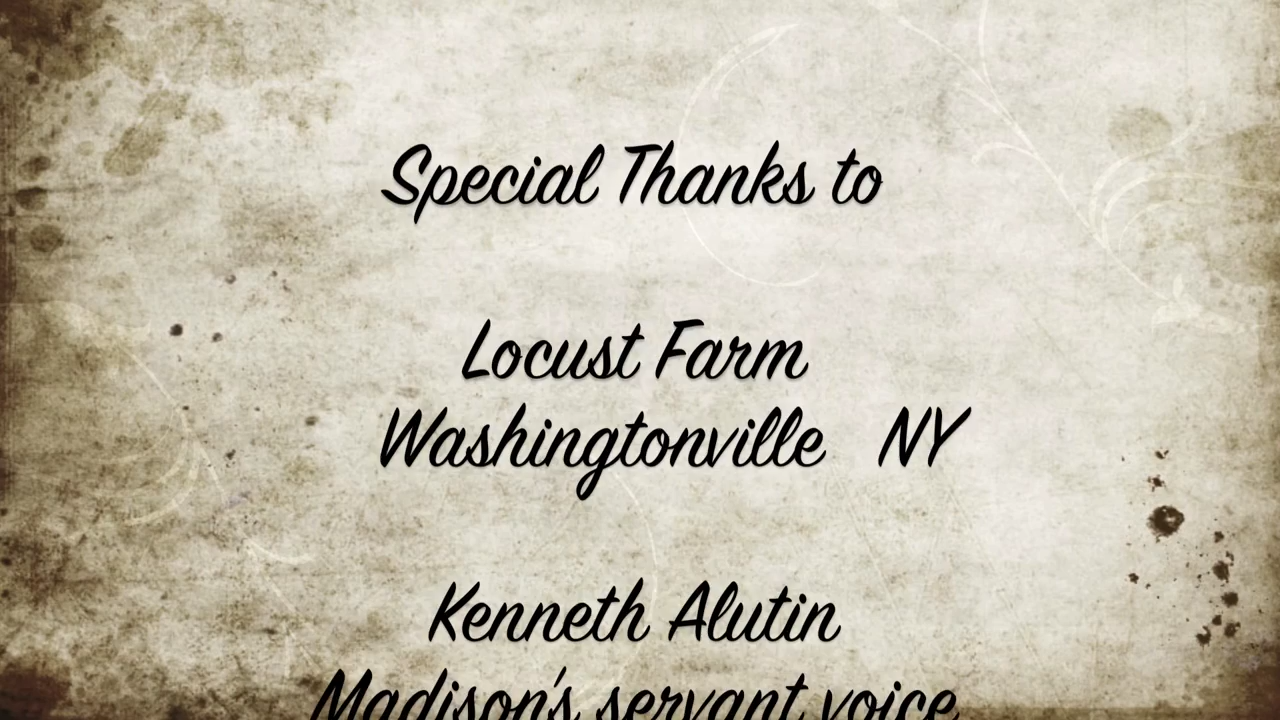 Special Thanks to
Locust Farm
Washingtonville NY
Kenneth Alutin
Madison's servant voice